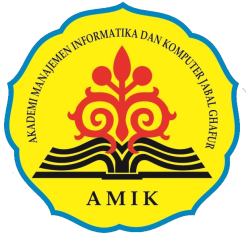 AKADEMI MANAJEMEN INFORMATIKA DAN KOMPUTER JABAL GHAFUR
AMIK